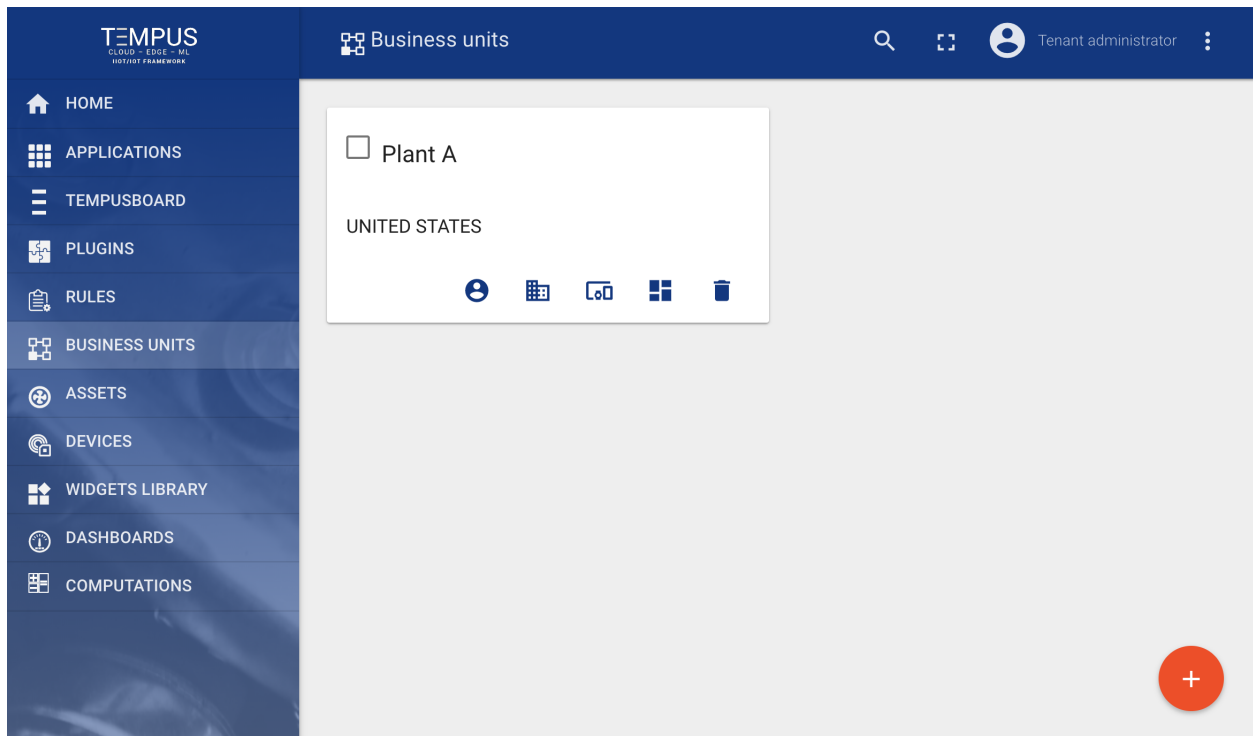 TEMPUS
CLOUD – EDGE – ML
IIOT/IOT FRAMEWORK
Business units
Tenant administrator
HOME
APPLICATIONS
TEMPUSBOARD
PLUGINS
RULES
BUSINESS UNITS
ASSETS
DEVICES
WIDGETS LIBRARY
DASHBOARDS
COMPUTATIONS
Plant A
UNITED STATES